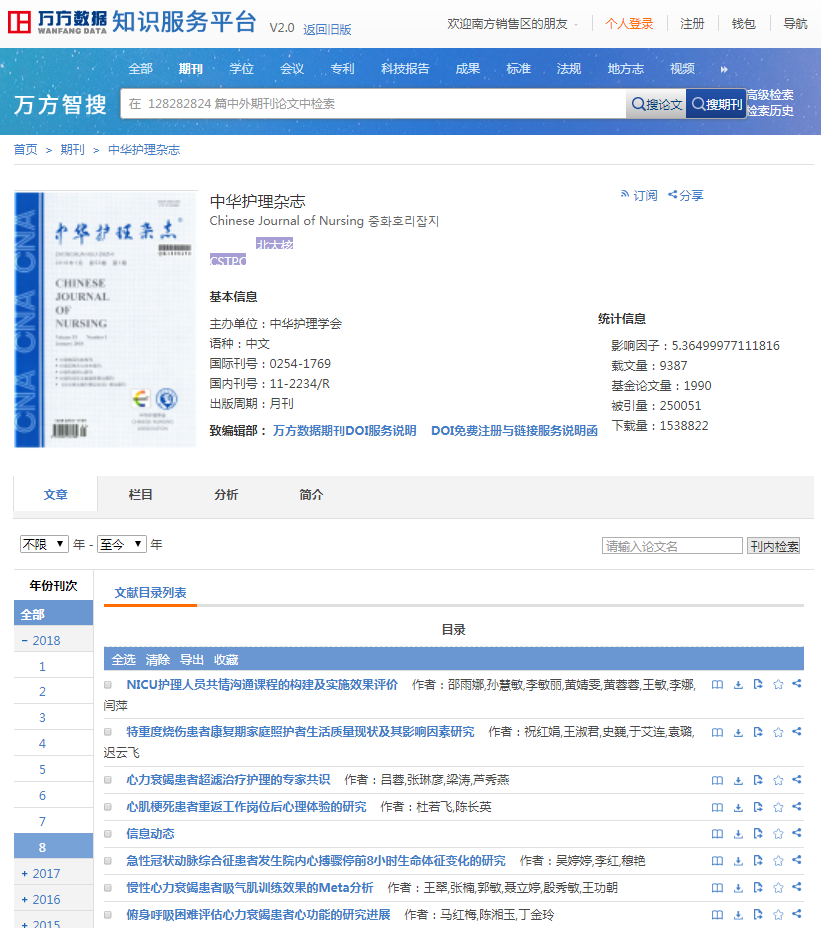 万方数据 WANFANG DATA 知识服务平台 V2.0 返回旧版 欢迎南方销售区的朋友 个人登录 注册 钱包 导航
全部 期刊 学位 会议 专利 科技报告 成果 标准 法规 地方志 视频 »
万方智搜 在 128282824 篇中外期刊论文中检索 搜论文 搜期刊 高级检索
检索历史
首页 > 期刊 > 中华护理杂志
中华护理杂志 订阅 分享
Chinese Journal of Nursing 중화호리잡지
北大核
CSTPC
中华护理杂志
CHINESE
JOURNAL
OF
NURSING
CNA CNA CNA
基本信息
主办单位：中华护理学会
语种：中文
国际刊号：0254-1769
国内刊号：11-2234/R
出版周期：月刊
致编辑部： 万方数据期刊DOI服务说明 DOI免费注册与链接服务说明函
统计信息
影响因子：5.36499977111816
载文量：9387
基金论文量：1990
被引量：250051
下载量：1538822
文章 栏目 分析 简介
不限 年 - 至今 年 请输入论文名 刊内检索
年份刊次
全部
− 2018
1
2
3
4
5
6
7
8
+ 2017
+ 2016
+ 2015
文献目录列表
目录
全选 清除 导出 收藏
NICU护理人员共情沟通课程的构建及实施效果评价 作者：邵雨娜,孙慧敏,李敏丽,黄婧雯,黄蓉蓉,王敏,李娜,
闫萍
特重度烧伤患者康复期家庭照护者生活质量现状及其影响因素研究 作者：祝红娟,王淑君,史巍,于艾连,袁璐,
迟云飞
心力衰竭患者超滤治疗护理的专家共识 作者：吕蓉,张琳彦,梁涛,芦秀燕
心肌梗死患者重返工作岗位后心理体验的研究 作者：杜若飞,陈长英
信息动态
急性冠状动脉综合征患者发生院内心搏骤停前8小时生命体征变化的研究 作者：吴婷婷,李红,穆艳
慢性心力衰竭患者吸气肌训练效果的Meta分析 作者：王翠,张楠,郭敏,聂立婷,殷秀敏,王功朝
俯身呼吸困难评估心力衰竭患者心功能的研究进展 作者：马红梅,陈湘玉,丁金玲